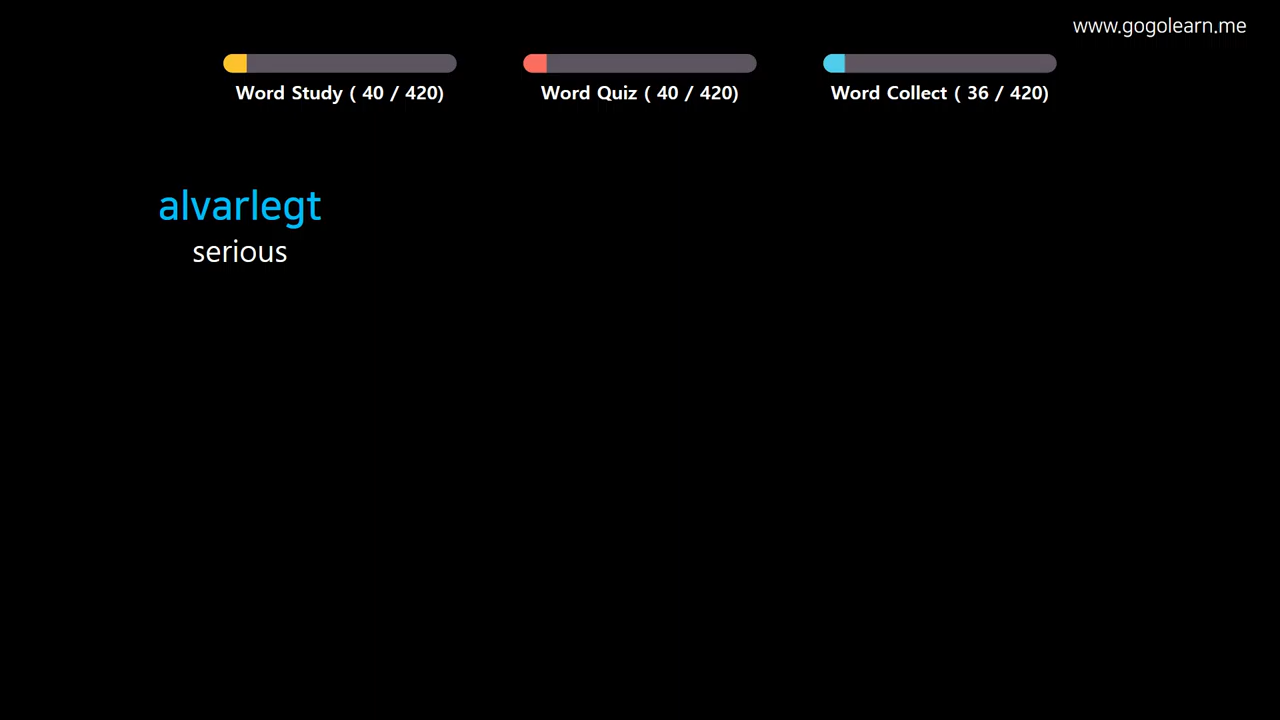 www.gogolearn.me
Word Study ( 40 / 420)
Word Quiz ( 40 / 420)
Word Collect ( 36 / 420)
alvarlegt
serious